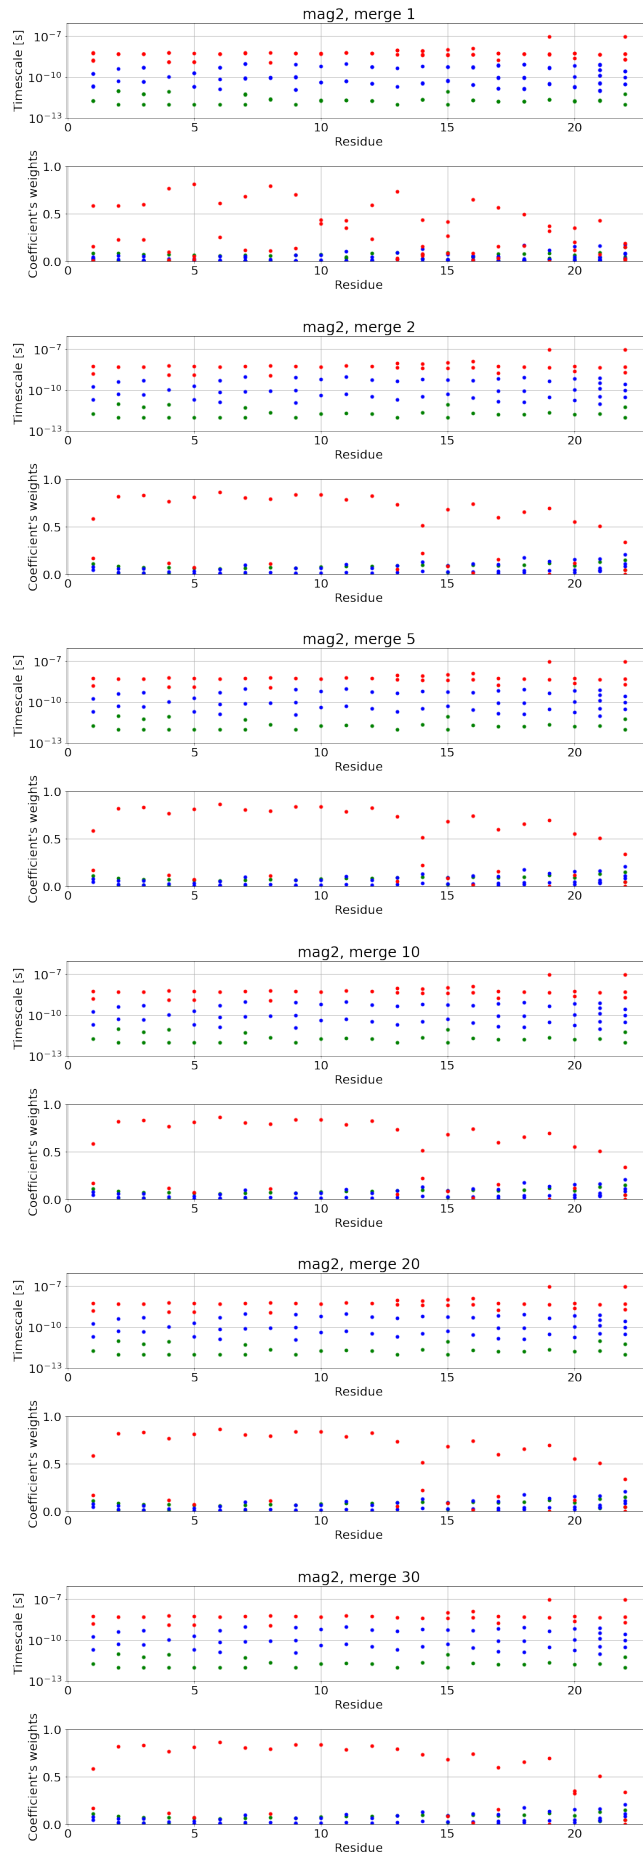 mag2, merge 1
Timescale [s]
10⁻⁷
10⁻¹⁰
10⁻¹³
0 5 10 15 20
Residue
Coefficient's weights
1.0
0.5
0.0
0 5 10 15 20
Residue
mag2, merge 2
Timescale [s]
10⁻⁷
10⁻¹⁰
10⁻¹³
0 5 10 15 20
Residue
Coefficient's weights
1.0
0.5
0.0
0 5 10 15 20
Residue
mag2, merge 5
Timescale [s]
10⁻⁷
10⁻¹⁰
10⁻¹³
0 5 10 15 20
Residue
Coefficient's weights
1.0
0.5
0.0
0 5 10 15 20
Residue
mag2, merge 10
Timescale [s]
10⁻⁷
10⁻¹⁰
10⁻¹³
0 5 10 15 20
Residue
Coefficient's weights
1.0
0.5
0.0
0 5 10 15 20
Residue
mag2, merge 20
Timescale [s]
10⁻⁷
10⁻¹⁰
10⁻¹³
0 5 10 15 20
Residue
Coefficient's weights
1.0
0.5
0.0
0 5 10 15 20
Residue
mag2, merge 30
Timescale [s]
10⁻⁷
10⁻¹⁰
10⁻¹³
0 5 10 15 20
Residue
Coefficient's weights
1.0
0.5
0.0
0 5 10 15 20
Residue